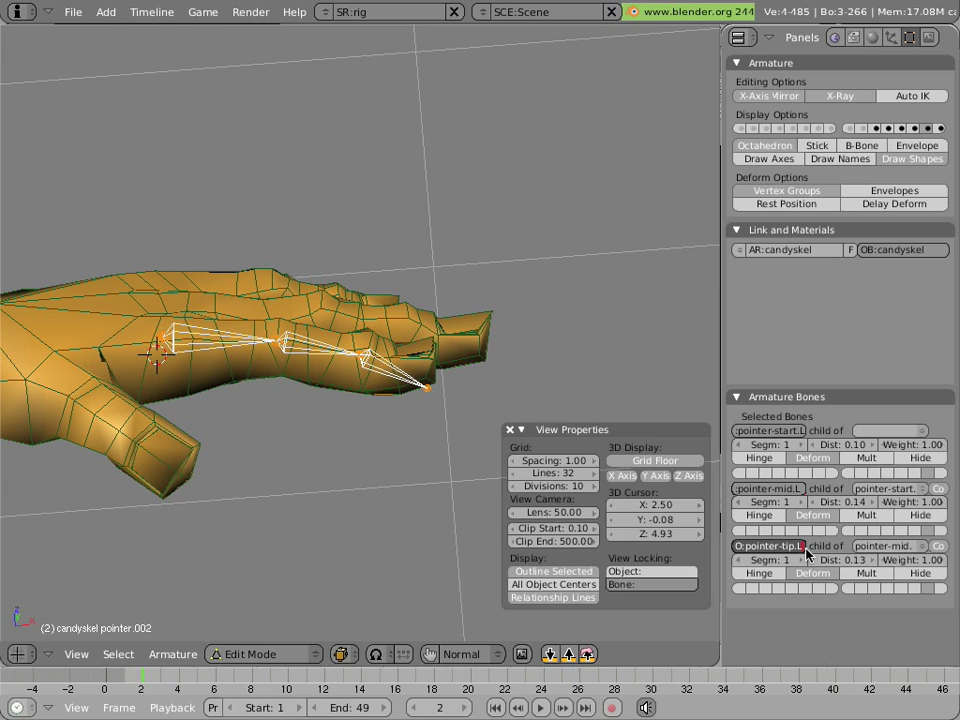 File Add Timeline Game Render Help SR:rig SCE:Scene www.blender.org 244 Ve:4-485 | Bo:3-266 | Mem:17.08M
Panels
Armature
Editing Options
X-Axis Mirror X-Ray Auto IK
Display Options
Octahedron Stick B-Bone Envelope
Draw Axes Draw Names Draw Shapes
Deform Options
Vertex Groups Envelopes
Rest Position Delay Deform
Link and Materials
AR:candyskel F OB:candyskel
Armature Bones
Selected Bones
:pointer-start.L child of
Segm: 1 Dist: 0.10 Weight: 1.00
Hinge Deform Mult Hide
:pointer-mid.L child of pointer-start. Co
Segm: 1 Dist: 0.14 Weight: 1.00
Hinge Deform Mult Hide
O:pointer-tip.L child of pointer-mid. Co
Segm: 1 Dist: 0.13 Weight: 1.00
Hinge Deform Mult Hide
View Properties
Grid:
Spacing: 1.00
Lines: 32
Divisions: 10
View Camera:
Lens: 50.00
Clip Start: 0.10
Clip End: 500.00
Display:
Outline Selected
All Object Centers
Relationship Lines
3D Display:
Grid Floor
X Axis Y Axis Z Axis
3D Cursor:
X: 2.50
Y: -0.08
Z: 4.93
View Locking:
Object:
Bone:
z x
(2) candyskel pointer.002
View Select Armature Edit Mode Normal
-4 -2 0 2 4 6 8 10 12 14 16 18 20 22 24 26 28 30 32 34 36 38 40 42 44 46
View Frame Playback Pr Start: 1 End: 49 2